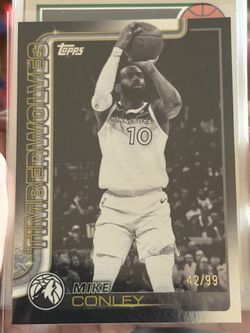 topps
TIMBERWOLVES
MINNESOTA
10
42/99
MIKE
CONLEY